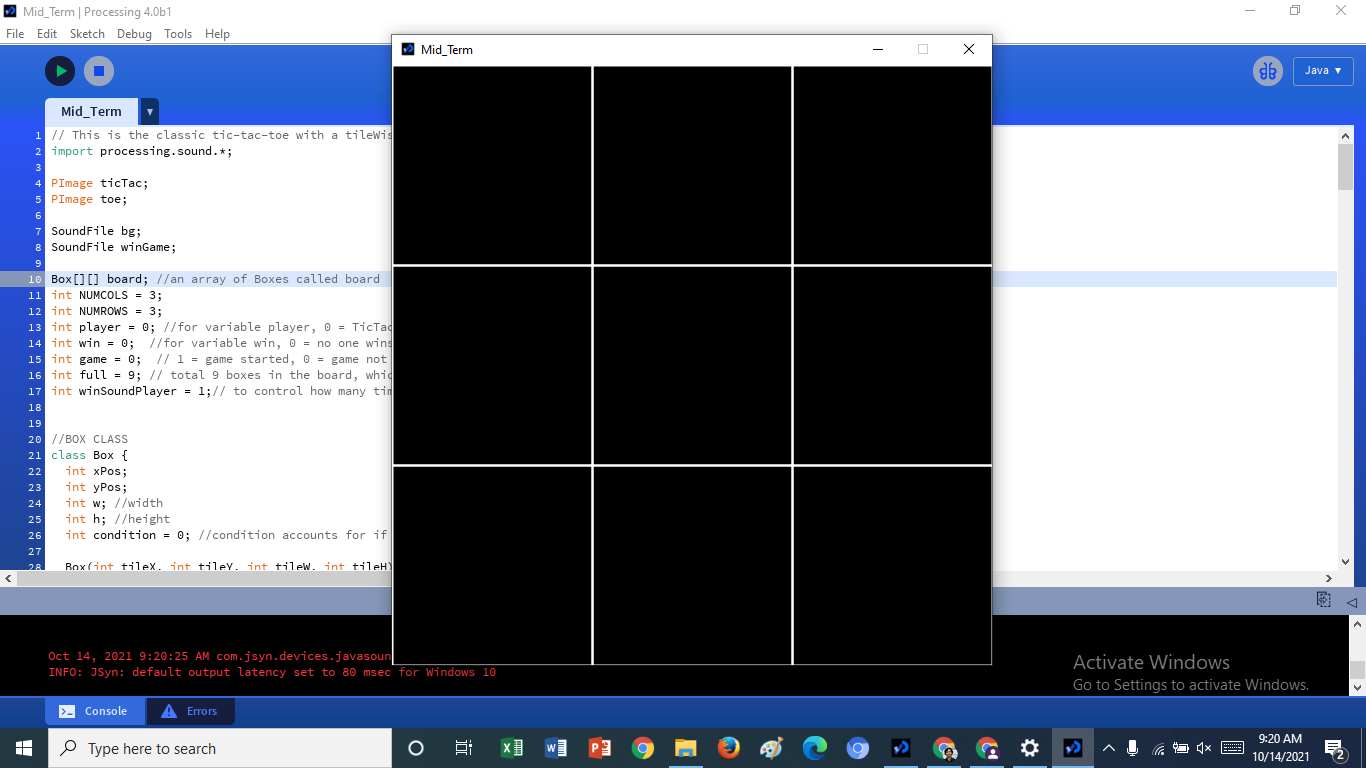 Mid_Term | Processing 4.0b1
File Edit Sketch Debug Tools Help
Mid_Term
Java ▾
Mid_Term ▾
1 // This is the classic tic-tac-toe with a tileWis
2 import processing.sound.*;
3
4 PImage ticTac;
5 PImage toe;
6
7 SoundFile bg;
8 SoundFile winGame;
9
10 Box[][] board; //an array of Boxes called board
11 int NUMCOLS = 3;
12 int NUMROWS = 3;
13 int player = 0; //for variable player, 0 = TicTac
14 int win = 0;  //for variable win, 0 = no one wins
15 int game = 0;  // 1 = game started, 0 = game not
16 int full = 9; // total 9 boxes in the board, whic
17 int winSoundPlayer = 1;// to control how many tim
18
19
20 //BOX CLASS
21 class Box {
22   int xPos;
23   int yPos;
24   int w; //width
25   int h; //height
26   int condition = 0; //condition accounts for if
27
28   Box(int tileX, int tileY, int tileW, int tileH)
Oct 14, 2021 9:20:25 AM com.jsyn.devices.javasoun
INFO: JSyn: default output latency set to 80 msec for Windows 10
Activate Windows
Go to Settings to activate Windows.
Console Errors
Type here to search
9:20 AM
10/14/2021
2